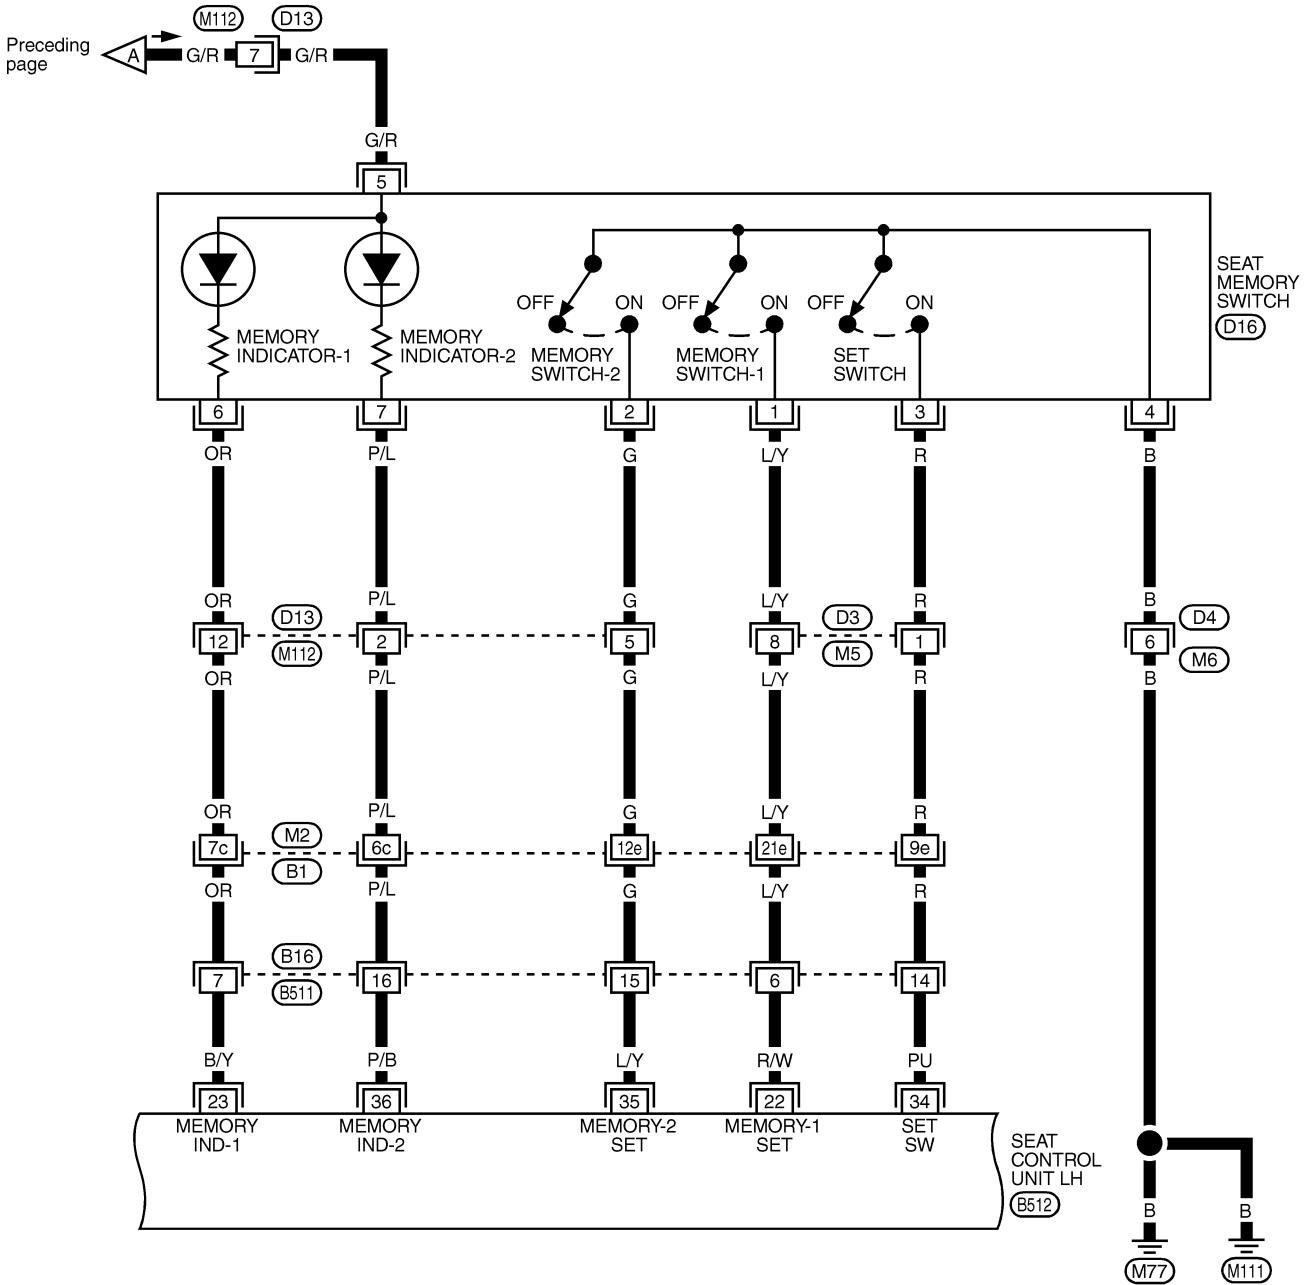 M112 D13
Preceding
page
A G/R 7 G/R
G/R
5
SEAT
MEMORY
SWITCH
D16
OFF ON OFF ON OFF ON
MEMORY
INDICATOR-1
MEMORY
INDICATOR-2
MEMORY
SWITCH-2
MEMORY
SWITCH-1
SET
SWITCH
6 7 2 1 3 4
OR P/L G L/Y R B
OR P/L G L/Y R B
D13 D3 D4
12 2 5 8 1 6
M112 M5 M6
OR P/L G L/Y R B
OR P/L G L/Y R
M2
7c 6c 12e 21e 9e
B1
OR P/L G L/Y R
B16
7 16 15 6 14
B511
B/Y P/B L/Y R/W PU
23 36 35 22 34
MEMORY
IND-1
MEMORY
IND-2
MEMORY-2
SET
MEMORY-1
SET
SET
SW
SEAT
CONTROL
UNIT LH
B512
B B
M77 M111